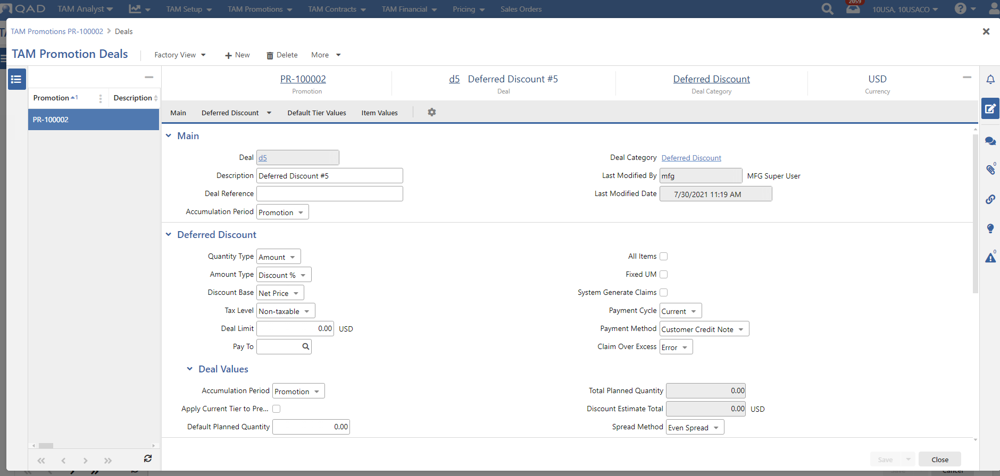 QAD TAM Analyst TAM Setup TAM Promotions TAM Contracts TAM Financial Pricing Sales Orders 2059 10USA, 10USACO ?
TAM Promotions PR-100002 > Deals
TAM Promotion Deals Factory View New Delete More
PR-100002 d5 Deferred Discount #5 Deferred Discount USD
Promotion Deal Deal Category Currency
Promotion 1 Description
PR-100002
Main Deferred Discount Default Tier Values Item Values
Main
Deal d5 Deal Category Deferred Discount
Description Deferred Discount #5 Last Modified By mfg MFG Super User
Deal Reference Last Modified Date 7/30/2021 11:19 AM
Accumulation Period Promotion
0
Deferred Discount
Quantity Type Amount All Items
0
Amount Type Discount % Fixed UM
Discount Base Net Price System Generate Claims
Tax Level Non-taxable Payment Cycle Current
Deal Limit 0.00 USD Payment Method Customer Credit Note
Pay To Claim Over Excess Error
Deal Values
Accumulation Period Promotion Total Planned Quantity 0.00
Apply Current Tier to Pre... Discount Estimate Total 0.00 USD
Default Planned Quantity 0.00 Spread Method Even Spread
Save Close
Cancel